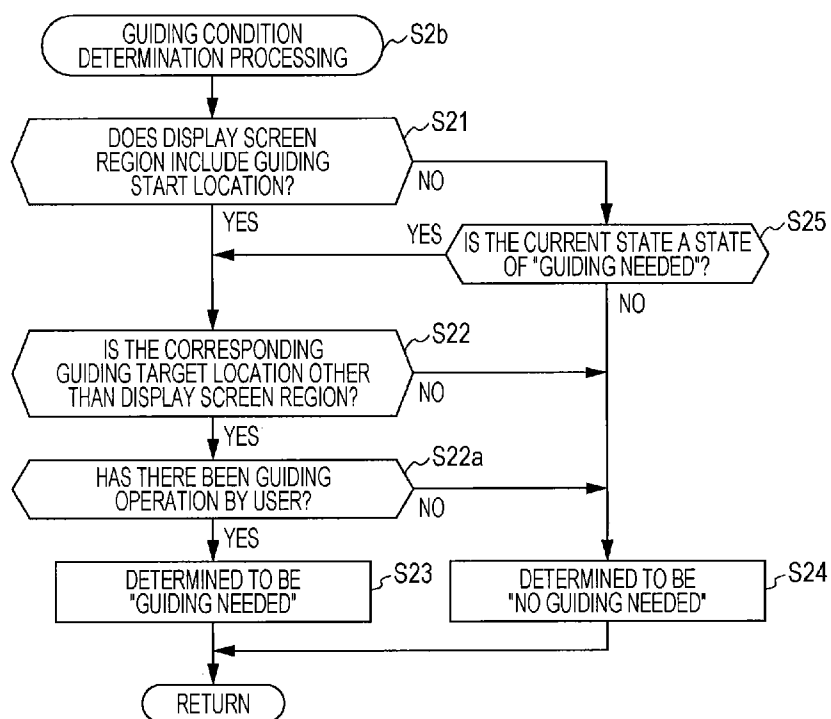 GUIDING CONDITION
DETERMINATION PROCESSING
S2b
DOES DISPLAY SCREEN
REGION INCLUDE GUIDING
START LOCATION?
S21
NO
YES
YES
IS THE CURRENT STATE A STATE
OF "GUIDING NEEDED"?
S25
NO
IS THE CORRESPONDING
GUIDING TARGET LOCATION OTHER
THAN DISPLAY SCREEN REGION?
S22
NO
YES
HAS THERE BEEN GUIDING
OPERATION BY USER?
S22a
NO
YES
DETERMINED TO BE
"GUIDING NEEDED"
S23
DETERMINED TO BE
"NO GUIDING NEEDED"
S24
RETURN